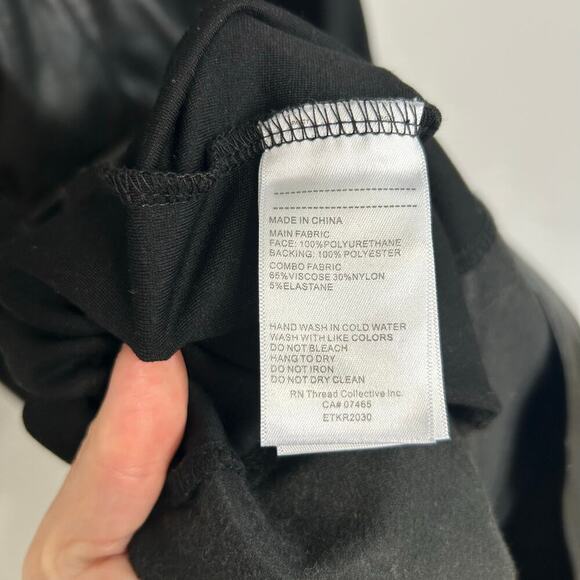 MADE IN CHINA
MAIN FABRIC
FACE: 100%POLYURETHANE
BACKING: 100% POLYESTER
COMBO FABRIC
65%VISCOSE 30%NYLON
5%ELASTANE
HAND WASH IN COLD WATER
WASH WITH LIKE COLORS
DO NOT BLEACH
HANG TO DRY
DO NOT IRON
DO NOT DRY CLEAN
RN Thread Collective Inc.
CA# 07465
ETKR2030